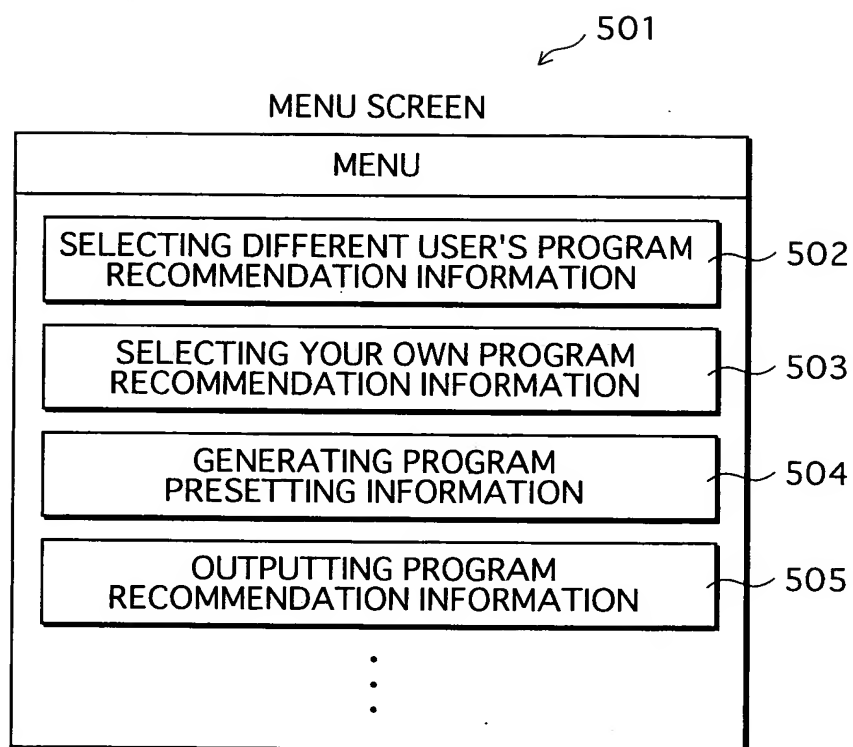 501
MENU SCREEN
MENU
SELECTING DIFFERENT USER'S PROGRAM
RECOMMENDATION INFORMATION
502
SELECTING YOUR OWN PROGRAM
RECOMMENDATION INFORMATION
503
GENERATING PROGRAM
PRESETTING INFORMATION
504
OUTPUTTING PROGRAM
RECOMMENDATION INFORMATION
505